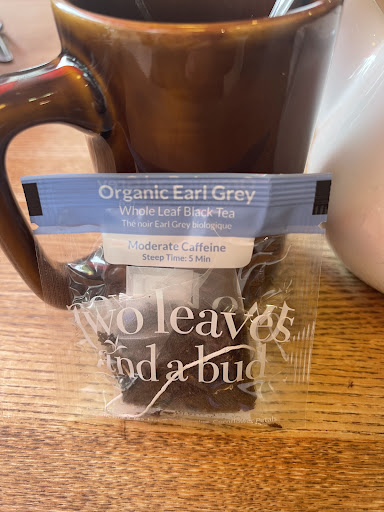 Organic Earl Grey
Whole Leaf Black Tea
Thé noir Earl Grey biologique
Moderate Caffeine
Steep Time: 5 Min
two leaves
and a bud